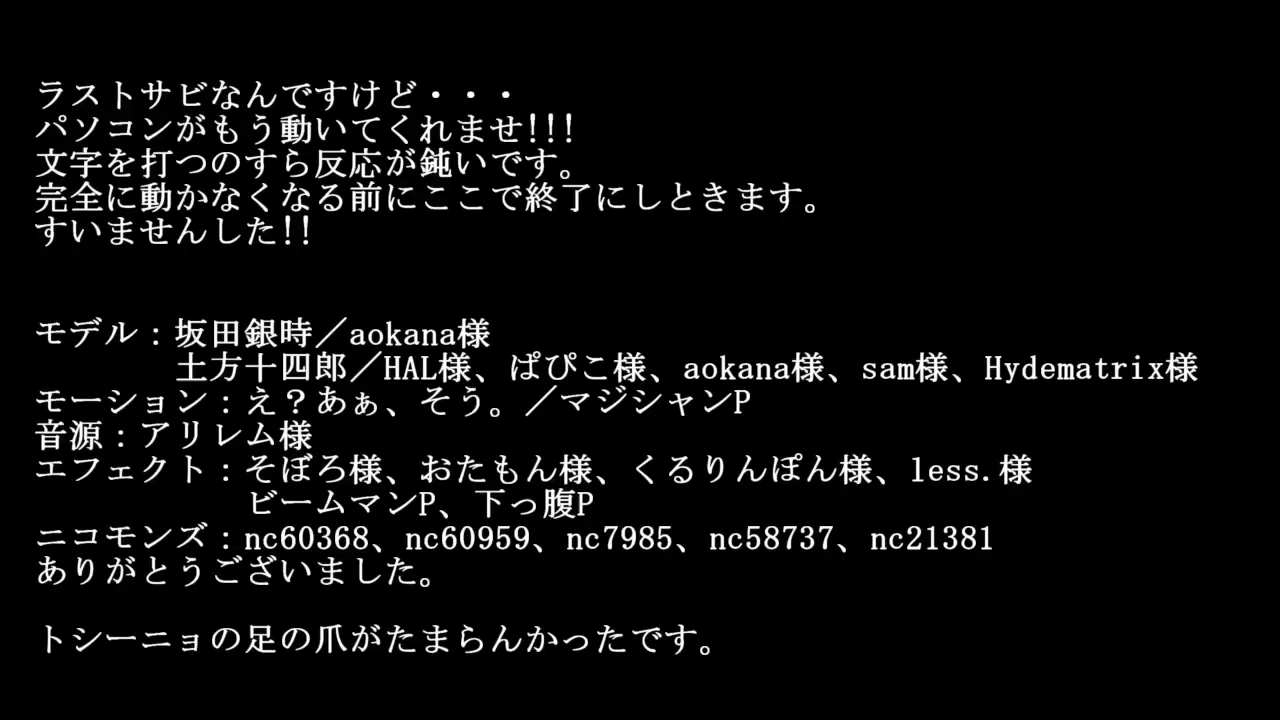 ラストサビなんですけど・・・
パソコンがもう動いてくれませ!!!
文字を打つのすら反応が鈍いです。
完全に動かなくなる前にここで終了にしときます。
すいませんした!!
モデル：坂田銀時／aokana様
土方十四郎／HAL様、ぱぴこ様、aokana様、sam様、Hydematrix様
モーション：え？あぁ、そう。／マジシャンP
音源：アリレム様
エフェクト：そぼろ様、おたもん様、くるりんぽん様、less.様
ビームマンP、下っ腹P
ニコモンズ：nc60368、nc60959、nc7985、nc58737、nc21381
ありがとうございました。
トシーニョの足の爪がたまらんかったです。